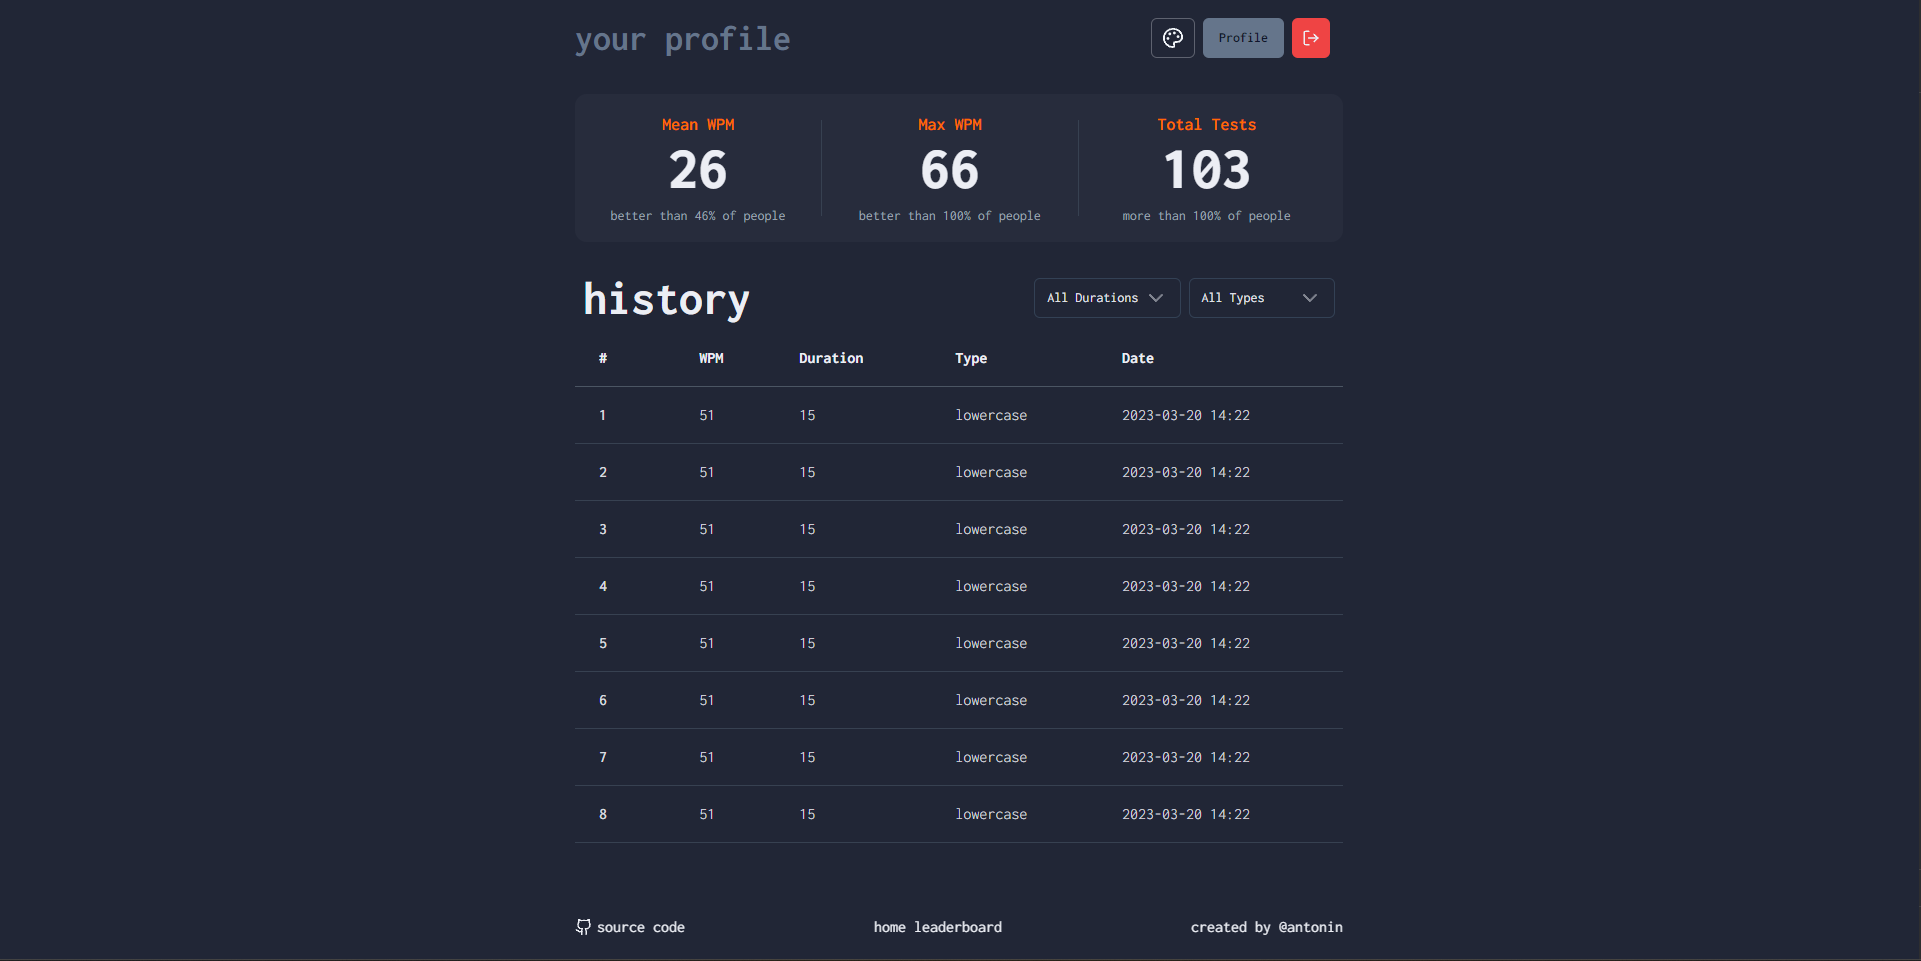 your profile Profile
Mean WPM Max WPM Total Tests
26 66 103
better than 46% of people better than 100% of people more than 100% of people
history All Durations All Types
# WPM Duration Type Date
1 51 15 lowercase 2023-03-20 14:22
2 51 15 lowercase 2023-03-20 14:22
3 51 15 lowercase 2023-03-20 14:22
4 51 15 lowercase 2023-03-20 14:22
5 51 15 lowercase 2023-03-20 14:22
6 51 15 lowercase 2023-03-20 14:22
7 51 15 lowercase 2023-03-20 14:22
8 51 15 lowercase 2023-03-20 14:22
source code home leaderboard created by @antonin